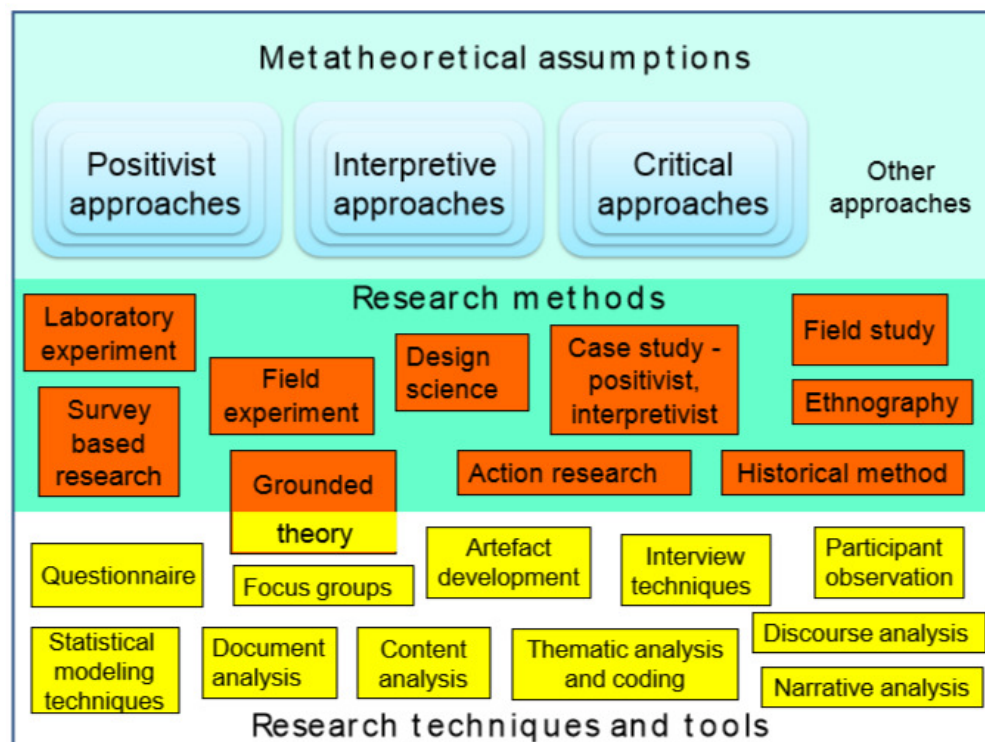 Metatheoretical assumptions
Positivist
approaches
Interpretive
approaches
Critical
approaches
Other
approaches
Research methods
Laboratory
experiment
Survey
based
research
Field
experiment
Design
science
Case study -
positivist,
interpretivist
Field study
Ethnography
Grounded
theory
Action research
Historical method
Questionnaire
Focus groups
Artefact
development
Interview
techniques
Participant
observation
Statistical
modeling
techniques
Document
analysis
Content
analysis
Thematic analysis
and coding
Discourse analysis
Narrative analysis
Research techniques and tools